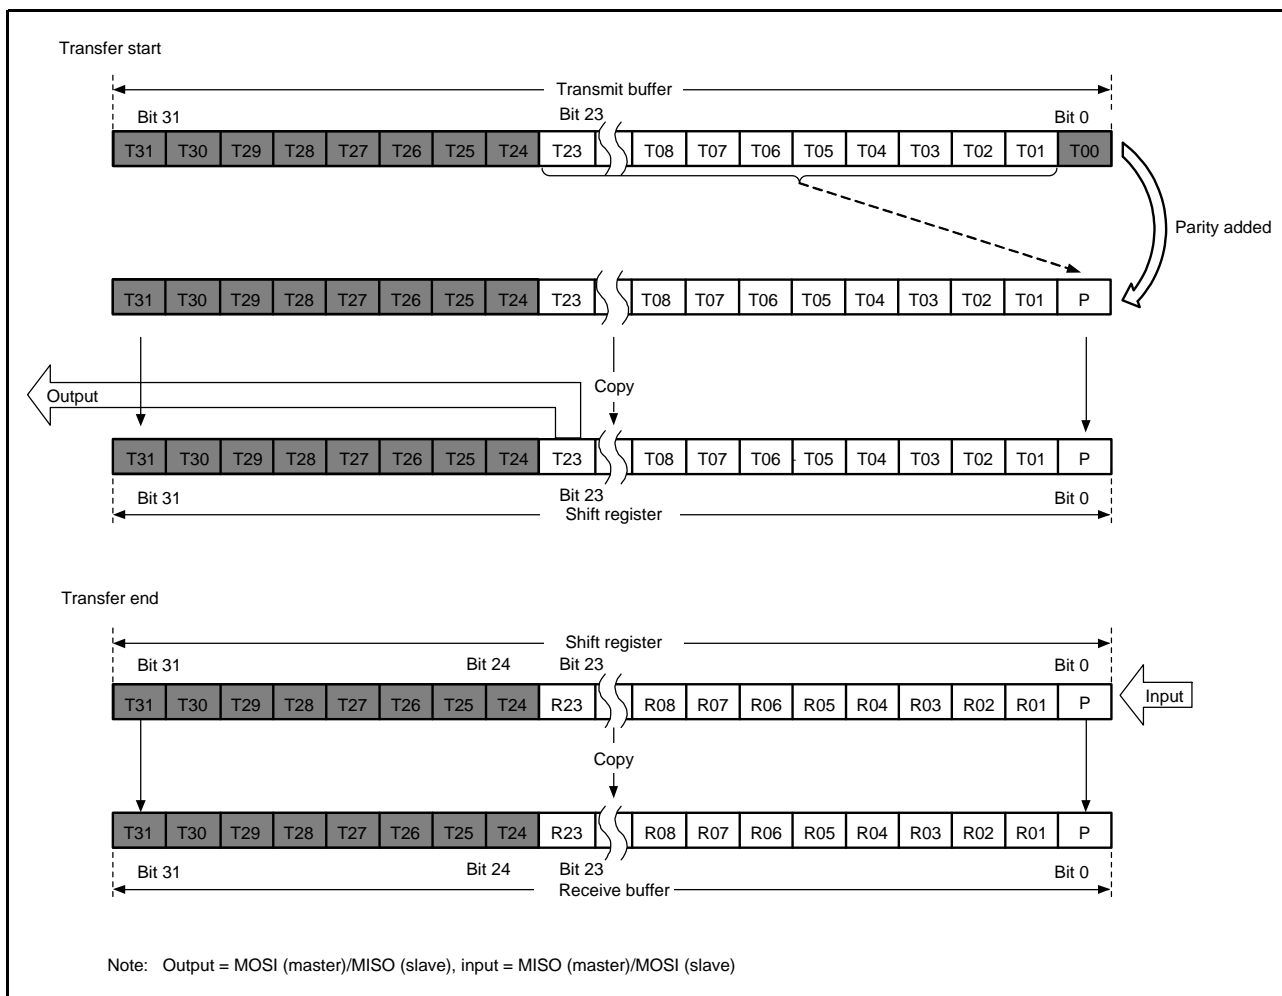 Transfer start
Transmit buffer
Bit 31 Bit 23 Bit 0
T31 T30 T29 T28 T27 T26 T25 T24 T23 T08 T07 T06 T05 T04 T03 T02 T01 T00
Parity added
T31 T30 T29 T28 T27 T26 T25 T24 T23 T08 T07 T06 T05 T04 T03 T02 T01 P
Output Copy
T31 T30 T29 T28 T27 T26 T25 T24 T23 T08 T07 T06 T05 T04 T03 T02 T01 P
Bit 31 Bit 23 Bit 0
Shift register
Transfer end
Shift register
Bit 31 Bit 24 Bit 23 Bit 0
T31 T30 T29 T28 T27 T26 T25 T24 R23 R08 R07 R06 R05 R04 R03 R02 R01 P Input
Copy
T31 T30 T29 T28 T27 T26 T25 T24 R23 R08 R07 R06 R05 R04 R03 R02 R01 P
Bit 31 Bit 24 Bit 23 Bit 0
Receive buffer
Note: Output = MOSI (master)/MISO (slave), input = MISO (master)/MOSI (slave)